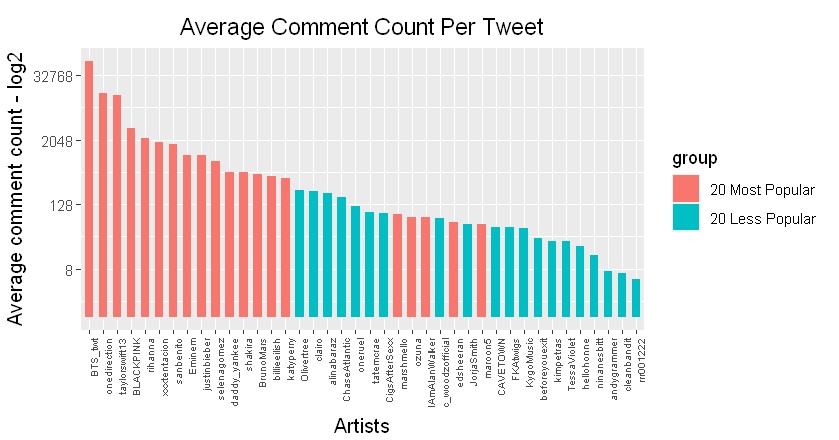 Average Comment Count Per Tweet
Average comment count - log2
32768
2048
128
8
BTS_twt
onedirection
taylorswift13
BLACKPINK
rihanna
xxxtentacion
sanbenito
Eminem
justinbieber
selenagomez
daddy_yankee
shakira
BrunoMars
billieeilish
katyperry
Olivertree
clairo
alinabaraz
ChaseAtlantic
oneruel
tatemcrae
CigsAfterSexx
marshmello
ozuna
IAmAlanWalker
c_woodzofficial
edsheeran
JorjaSmith
maroon5
CAVETOWN
FKAtwigs
KygoMusic
beforeyouexit
kimpetras
TessaViolet
hellohonne
ninanesbitt
andygrammer
cleanbandit
rrr001222
Artists
group
20 Most Popular
20 Less Popular